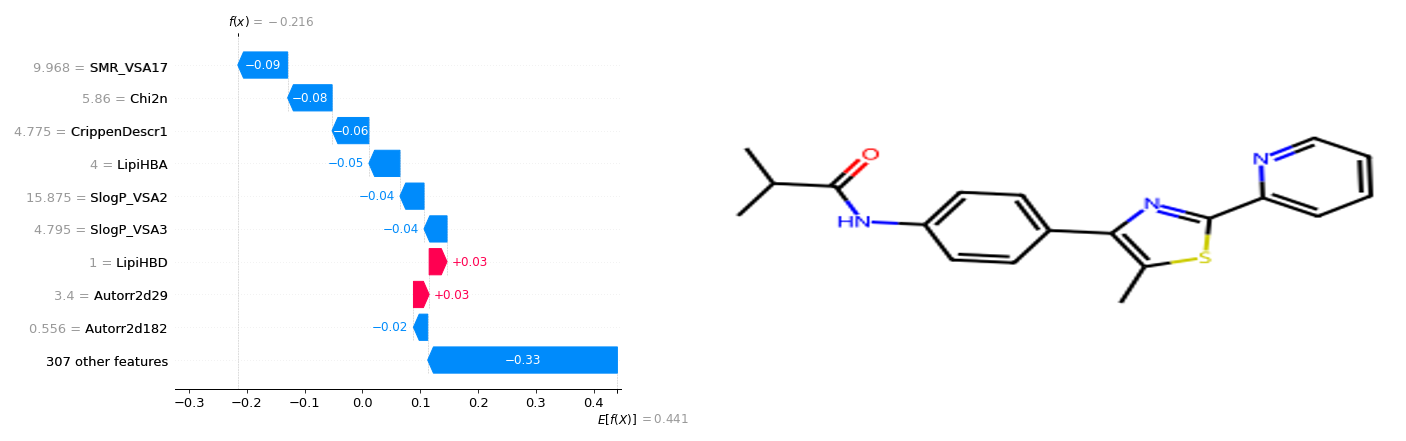 f(x) = −0.216
9.968 = SMR_VSA17
−0.09
5.86 = Chi2n
−0.08
4.775 = CrippenDescr1
−0.06
4 = LipiHBA
−0.05
15.875 = SlogP_VSA2
−0.04
4.795 = SlogP_VSA3
−0.04
1 = LipiHBD
+0.03
3.4 = Autorr2d29
+0.03
0.556 = Autorr2d182
−0.02
307 other features
−0.33
−0.3 −0.2 −0.1 0.0 0.1 0.2 0.3 0.4
E[f(X)] = 0.441
O
HN
N
S
N